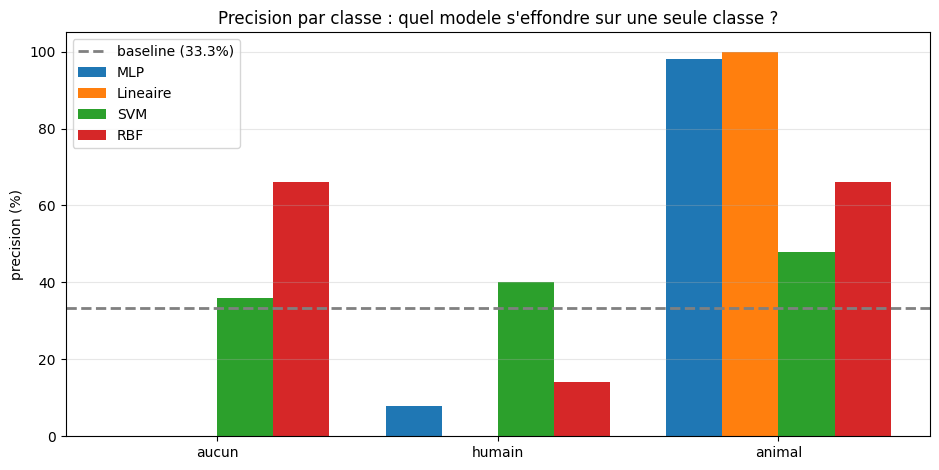 Precision par classe : quel modele s'effondre sur une seule classe ?
baseline (33.3%)
MLP
Lineaire
SVM
RBF
precision (%)
100
80
60
40
20
0
aucun
humain
animal